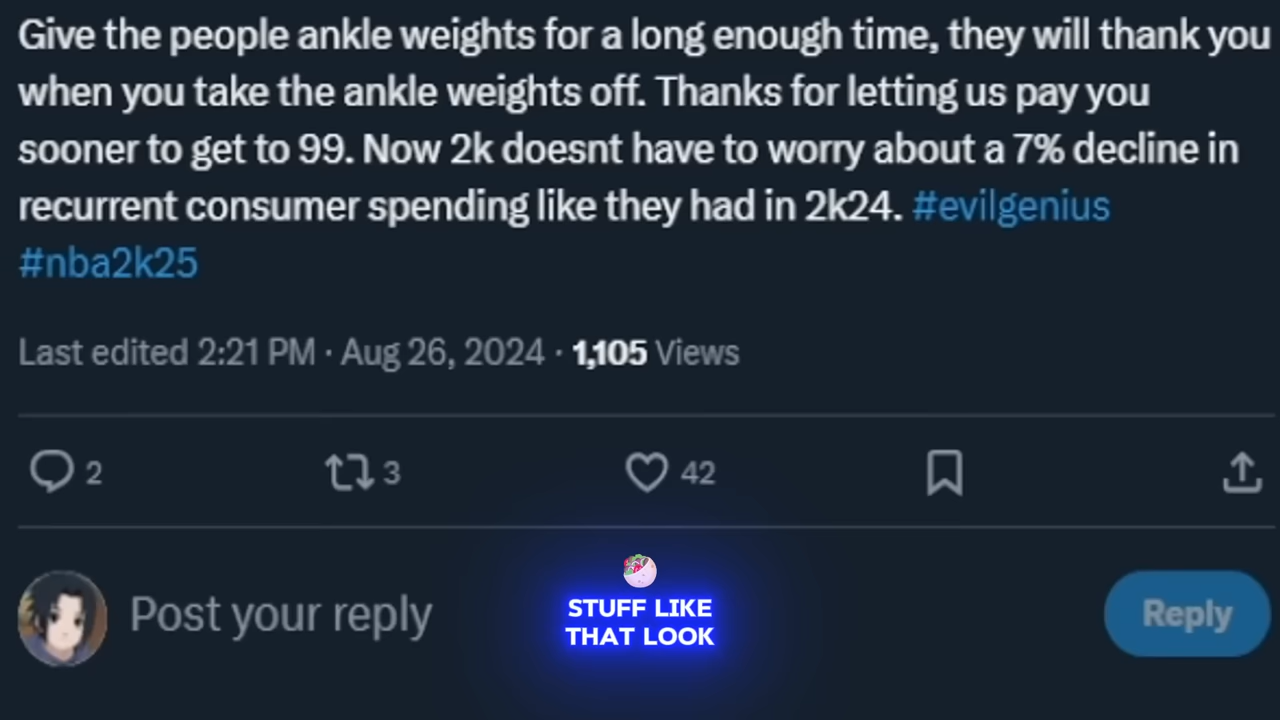 Give the people ankle weights for a long enough time, they will thank you
when you take the ankle weights off. Thanks for letting us pay you
sooner to get to 99. Now 2k doesnt have to worry about a 7% decline in
recurrent consumer spending like they had in 2k24. #evilgenius
#nba2k25
Last edited 2:21 PM · Aug 26, 2024 · 1,105 Views
2 3 42
Post your reply
Reply
STUFF LIKE
THAT LOOK